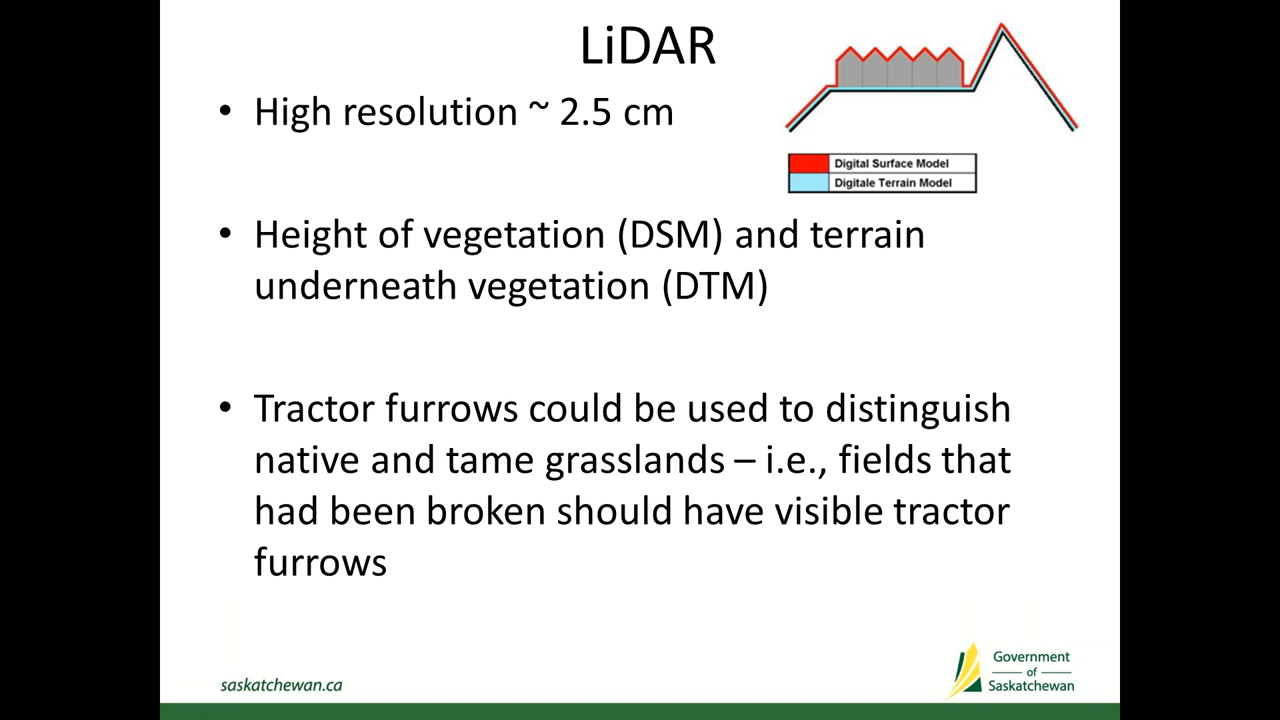 LiDAR
• High resolution ~ 2.5 cm
Digital Surface Model
Digitale Terrain Model
• Height of vegetation (DSM) and terrain
underneath vegetation (DTM)
• Tractor furrows could be used to distinguish
native and tame grasslands – i.e., fields that
had been broken should have visible tractor
furrows
saskatchewan.ca
Government
of
Saskatchewan